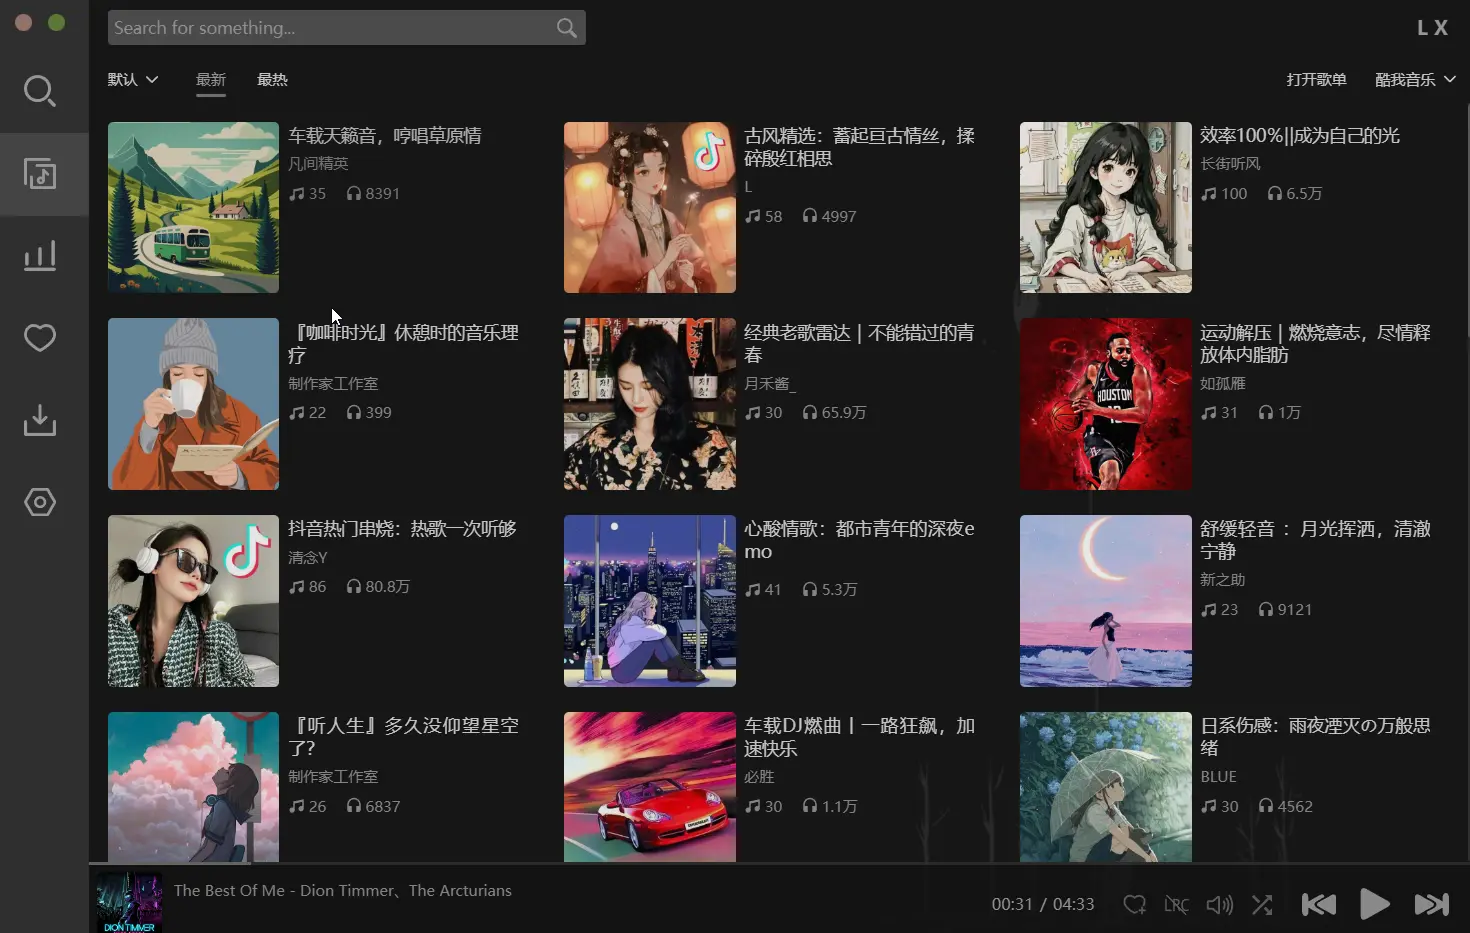 Search for something...
L X
默认
最新
最热
打开歌单
酷我音乐
车载天籁音，哼唱草原情
凡间精英
35 8391
古风精选：蓄起亘古情丝，揉
碎殷红相思
L
58 4997
效率100%||成为自己的光
长街听风
100 6.5万
『咖啡时光』休憩时的音乐理
疗
制作家工作室
22 399
经典老歌雷达 | 不能错过的青
春
月禾酱_
30 65.9万
运动解压 | 燃烧意志，尽情释
放体内脂肪
如孤雁
31 1万
HOUSTON
抖音热门串烧：热歌一次听够
清念Y
86 80.8万
心酸情歌：都市青年的深夜e
mo
41 5.3万
舒缓轻音 ：月光挥洒，清澈
宁静
新之助
23 9121
『听人生』多久没仰望星空
了?
制作家工作室
26 6837
车载DJ燃曲丨一路狂飙，加
速快乐
必胜
30 1.1万
日系伤感：雨夜凐灭の万般思
绪
BLUE
30 4562
DION TIMMER
The Best Of Me - Dion Timmer、The Arcturians
00:31 / 04:33
LRC